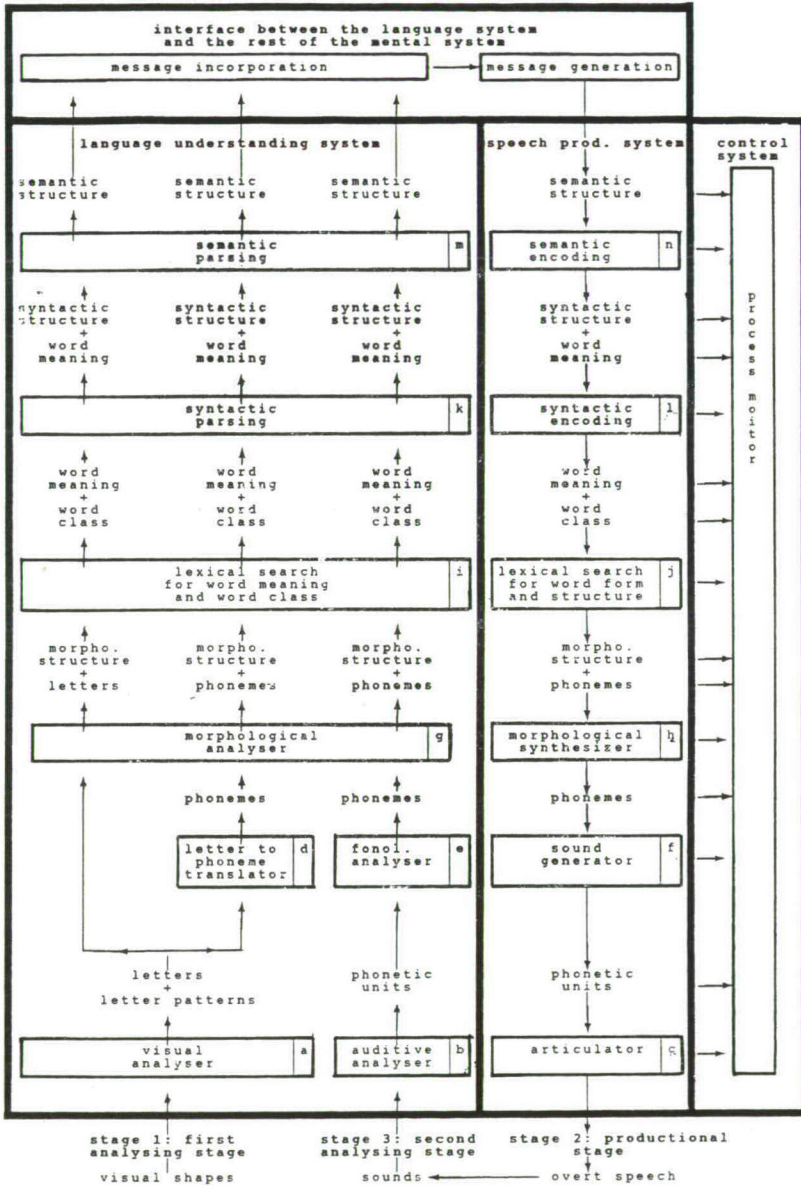 interface between the language system
and the rest of the mental system
message incorporation
message generation
language understanding system
speech prod. system
control
system
semantic semantic semantic semantic
structure structure structure structure
semantic
parsing
m
semantic
encoding
n
syntactic syntactic syntactic syntactic
structure structure structure structure
+ + + +
word word word word
meaning meaning meaning meaning
process moitor
syntactic
parsing
k
syntactic
encoding
l
word word word word
meaning meaning meaning meaning
+ + + +
word word word word
class class class class
lexical search
for word meaning
and word class
i
lexical search
for word form
and structure
j
morpho. morpho. morpho. morpho.
structure structure structure structure
+ + + +
letters phonemes phonemes phonemes
morphological
analyser
g
morphological
synthesizer
h
phonemes phonemes phonemes
letter to
phoneme
translator
d
fonol.
analyser
e
sound
generator
f
letters
+
letter patterns
phonetic
units
phonetic
units
visual
analyser
a
auditive
analyser
b
articulator
c
stage 1: first
analysing stage
stage 3: second
analysing stage
stage 2: productional
stage
visual shapes
sounds
overt speech